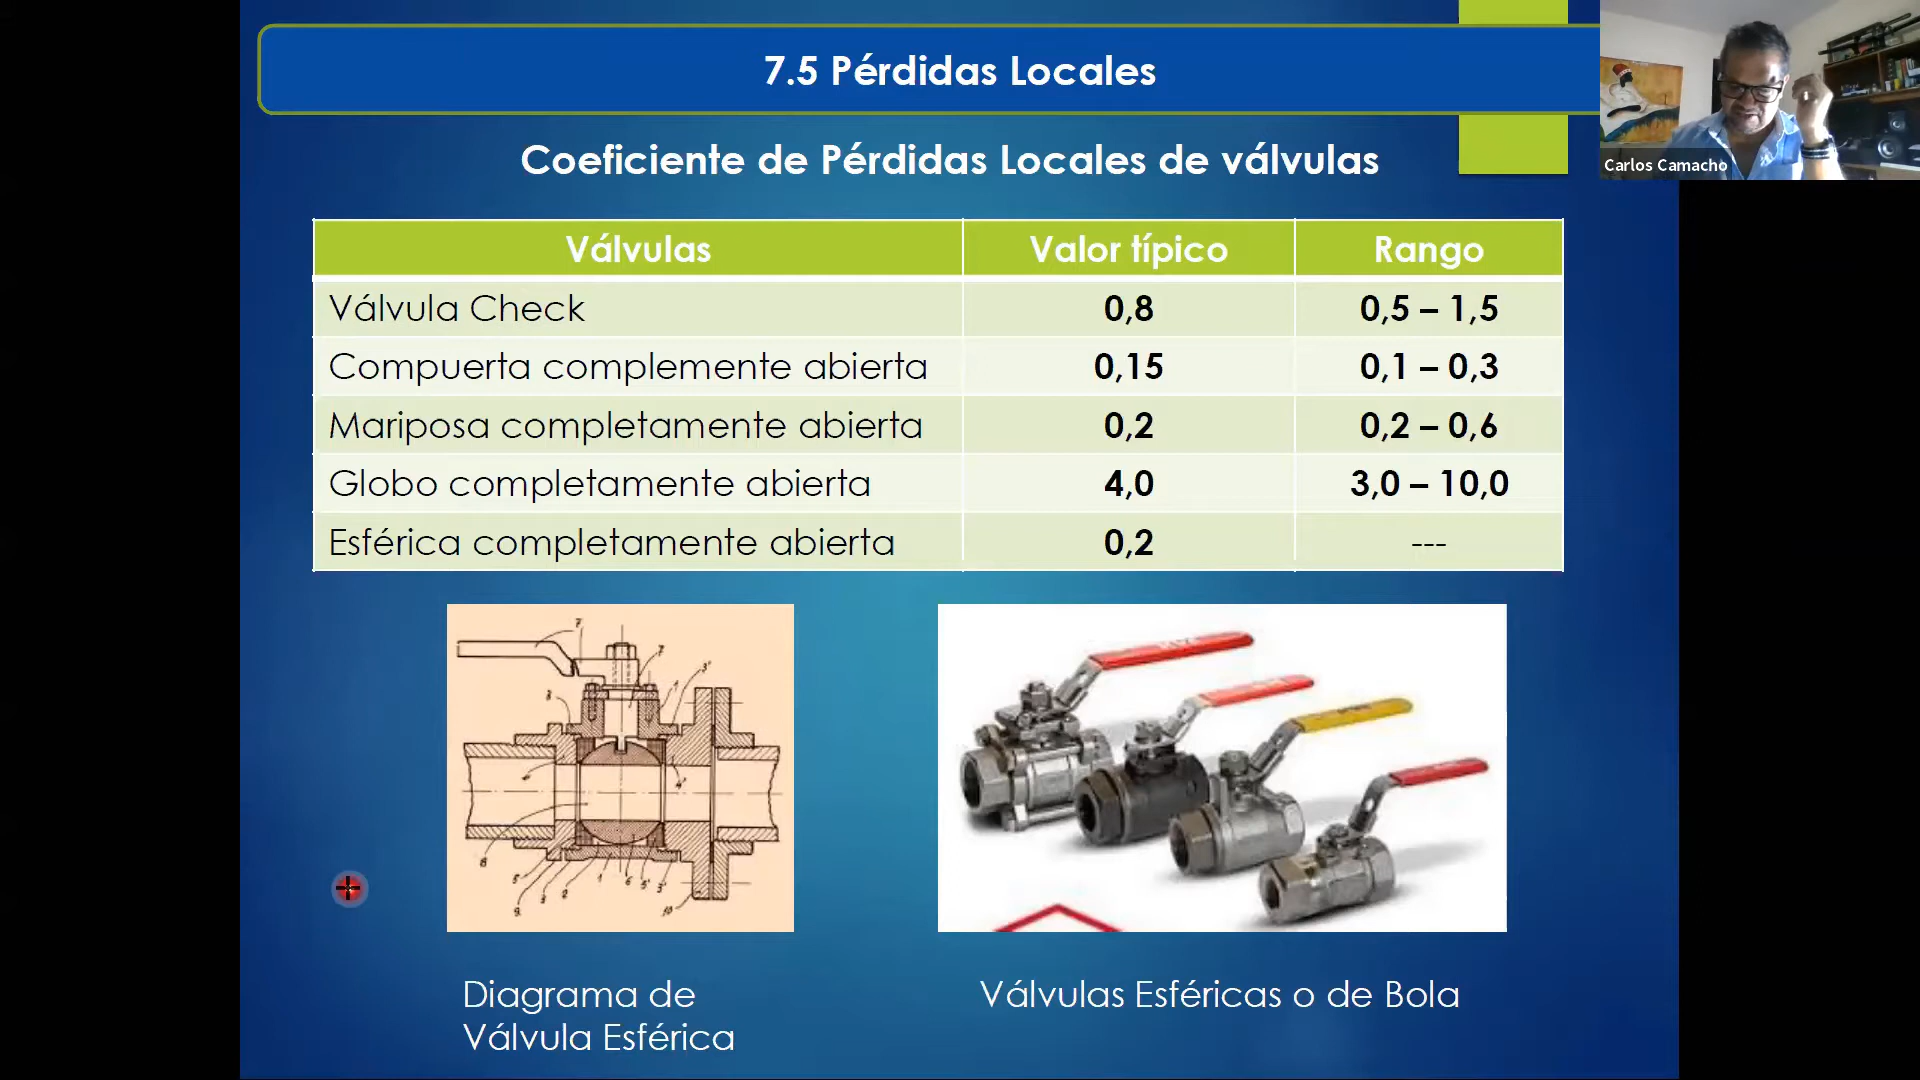 7.5 Pérdidas Locales
Carlos Camacho
Coeficiente de Pérdidas Locales de válvulas
Válvulas Valor típico Rango
Válvula Check 0,8 0,5 – 1,5
Compuerta complemente abierta 0,15 0,1 – 0,3
Mariposa completamente abierta 0,2 0,2 – 0,6
Globo completamente abierta 4,0 3,0 – 10,0
Esférica completamente abierta 0,2 ---
Diagrama de
Válvula Esférica
Válvulas Esféricas o de Bola